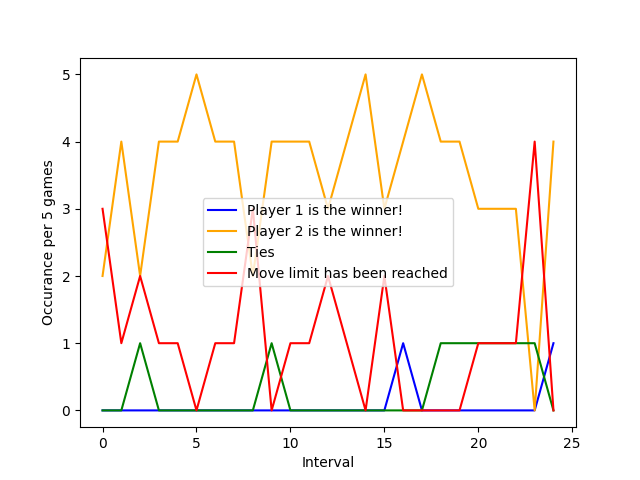 5
4
3
2
1
0
Occurance per 5 games
Player 1 is the winner!
Player 2 is the winner!
Ties
Move limit has been reached
0 5 10 15 20 25
Interval